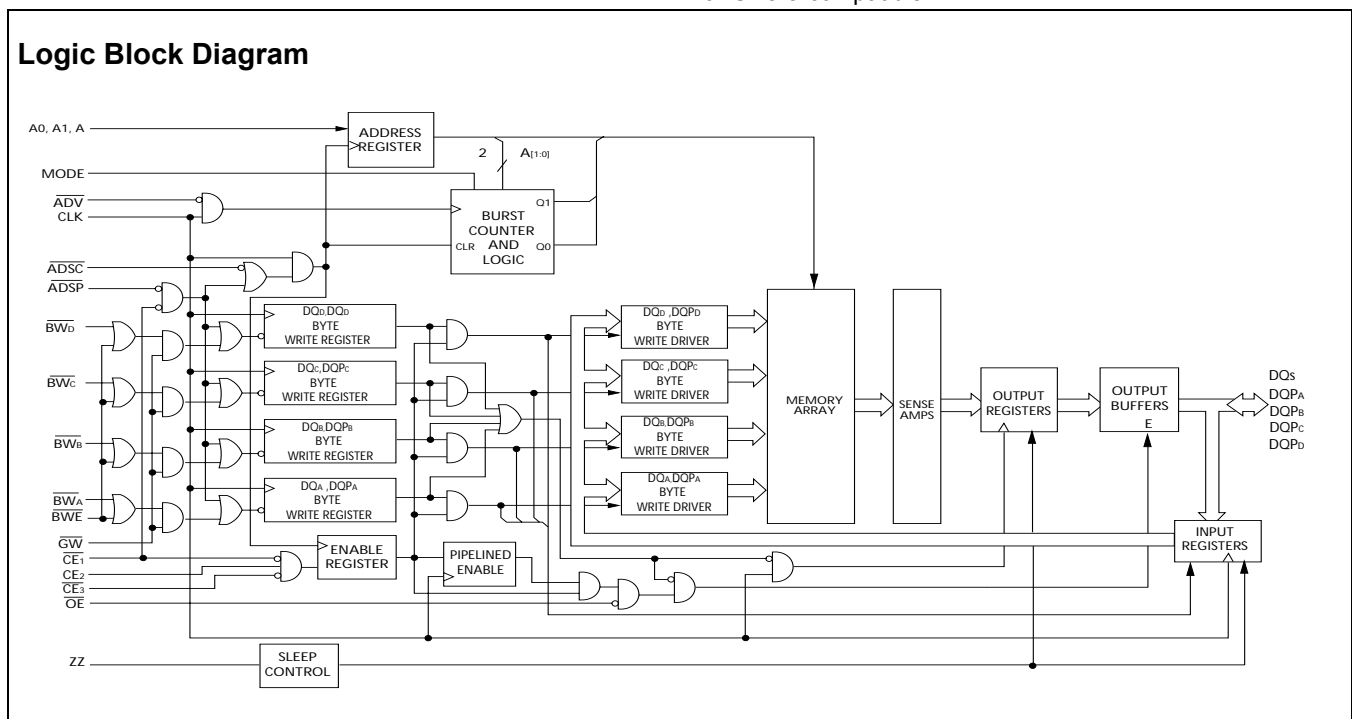 Logic Block Diagram
A0, A1, A
ADDRESS
REGISTER
2 A[1:0]
MODE
ADV
CLK
Q1
BURST
COUNTER
AND
LOGIC
CLR
Q0
ADSC
ADSP
DQD,DQD
BYTE
WRITE REGISTER
DQD ,DQPD
BYTE
WRITE DRIVER
BWD
DQC,DQPC
BYTE
WRITE REGISTER
DQC ,DQPC
BYTE
WRITE DRIVER
BWC
MEMORY
ARRAY
SENSE
AMPS
OUTPUT
REGISTERS
OUTPUT
BUFFERS
E
DQs
DQPA
DQPB
DQPC
DQPD
DQB,DQPB
BYTE
WRITE REGISTER
DQB,DQPB
BYTE
WRITE DRIVER
BWB
DQA ,DQPA
BYTE
WRITE REGISTER
DQA,DQPA
BYTE
WRITE DRIVER
BWA
BWE
GW
CE1
CE2
CE3
OE
ENABLE
REGISTER
PIPELINED
ENABLE
INPUT
REGISTERS
ZZ
SLEEP
CONTROL